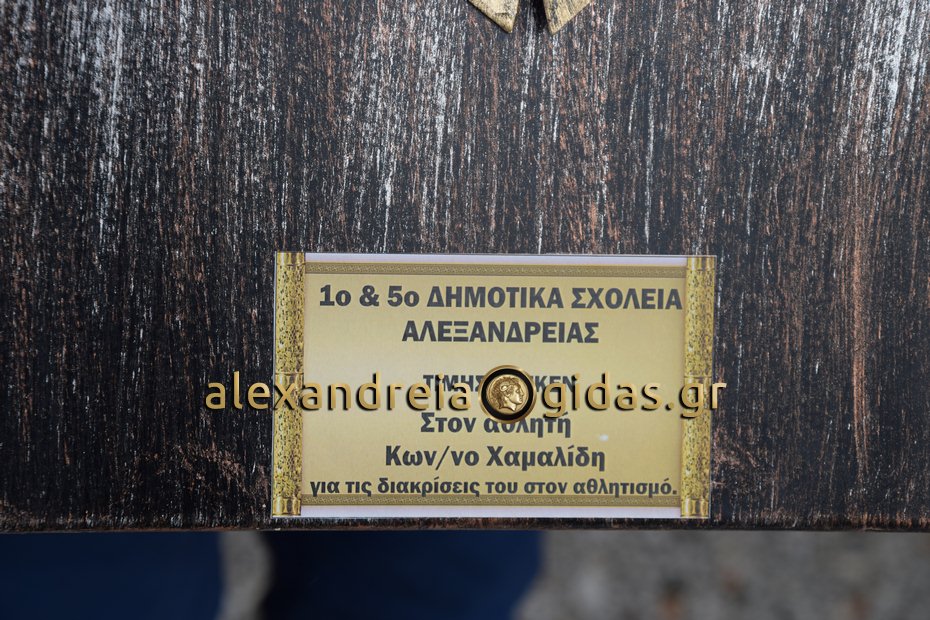 1ο & 5ο ΔΗΜΟΤΙΚΑ ΣΧΟΛΕΙΑ
ΑΛΕΞΑΝΔΡΕΙΑΣ
alexandreia gidas.gr
Στον αθλητή
Κων/νο Χαμαλίδη
για τις διακρίσεις του στον αθλητισμό.